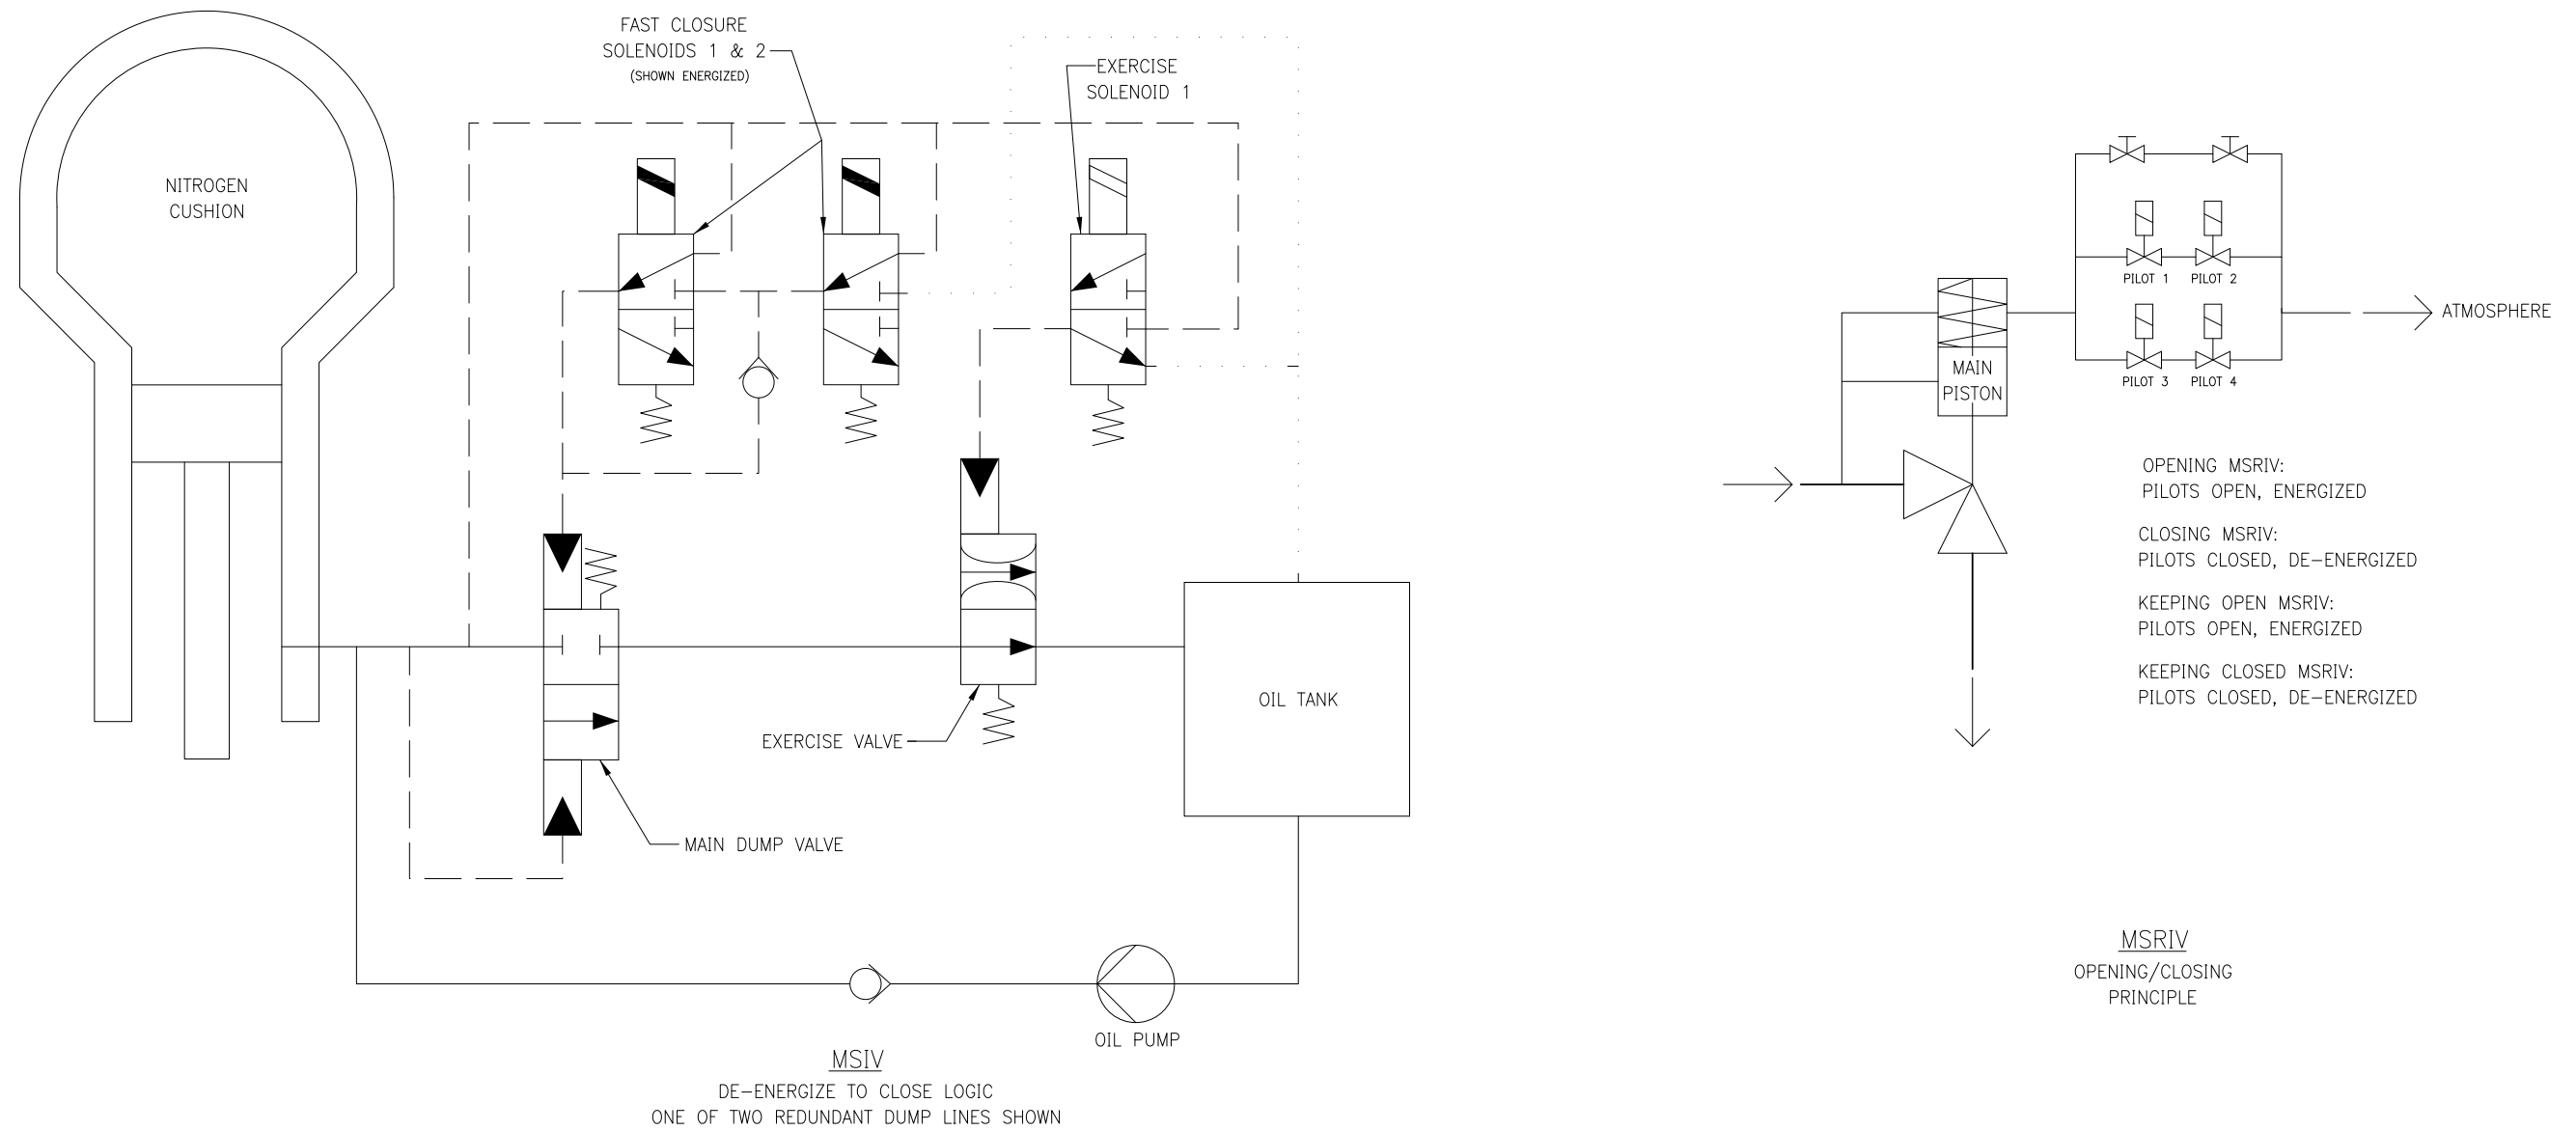 FAST CLOSURE
SOLENOIDS 1 & 2
(SHOWN ENERGIZED)
EXERCISE
SOLENOID 1
NITROGEN
CUSHION
EXERCISE VALVE
MAIN DUMP VALVE
OIL TANK
OIL PUMP
MSIV
DE-ENERGIZE TO CLOSE LOGIC
ONE OF TWO REDUNDANT DUMP LINES SHOWN
PILOT 1
PILOT 2
ATMOSPHERE
MAIN
PISTON
PILOT 3
PILOT 4
OPENING MSRIV:
PILOTS OPEN, ENERGIZED
CLOSING MSRIV:
PILOTS CLOSED, DE-ENERGIZED
KEEPING OPEN MSRIV:
PILOTS OPEN, ENERGIZED
KEEPING CLOSED MSRIV:
PILOTS CLOSED, DE-ENERGIZED
MSRIV
OPENING/CLOSING
PRINCIPLE